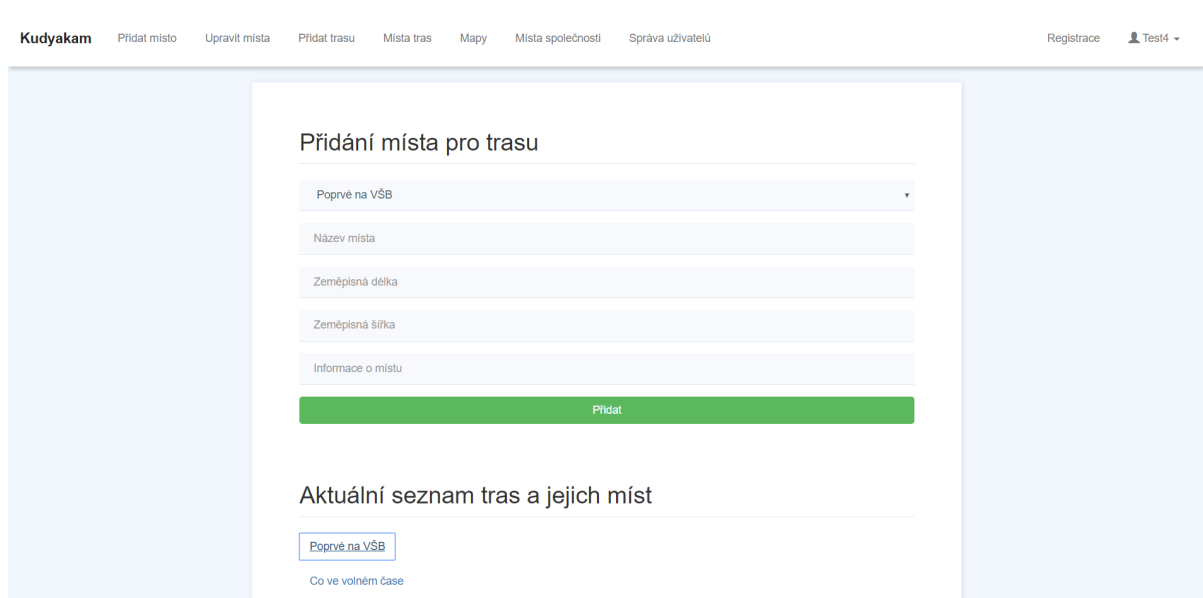 Kudyakam Přidat místo Upravit místa Přidat trasu Místa tras Mapy Místa společnosti Správa uživatelů Registrace Test4
Přidání místa pro trasu
Poprvé na VŠB
Název místa
Zeměpisná délka
Zeměpisná šířka
Informace o místu
Přidat
Aktuální seznam tras a jejich míst
Poprvé na VŠB
Co ve volném čase